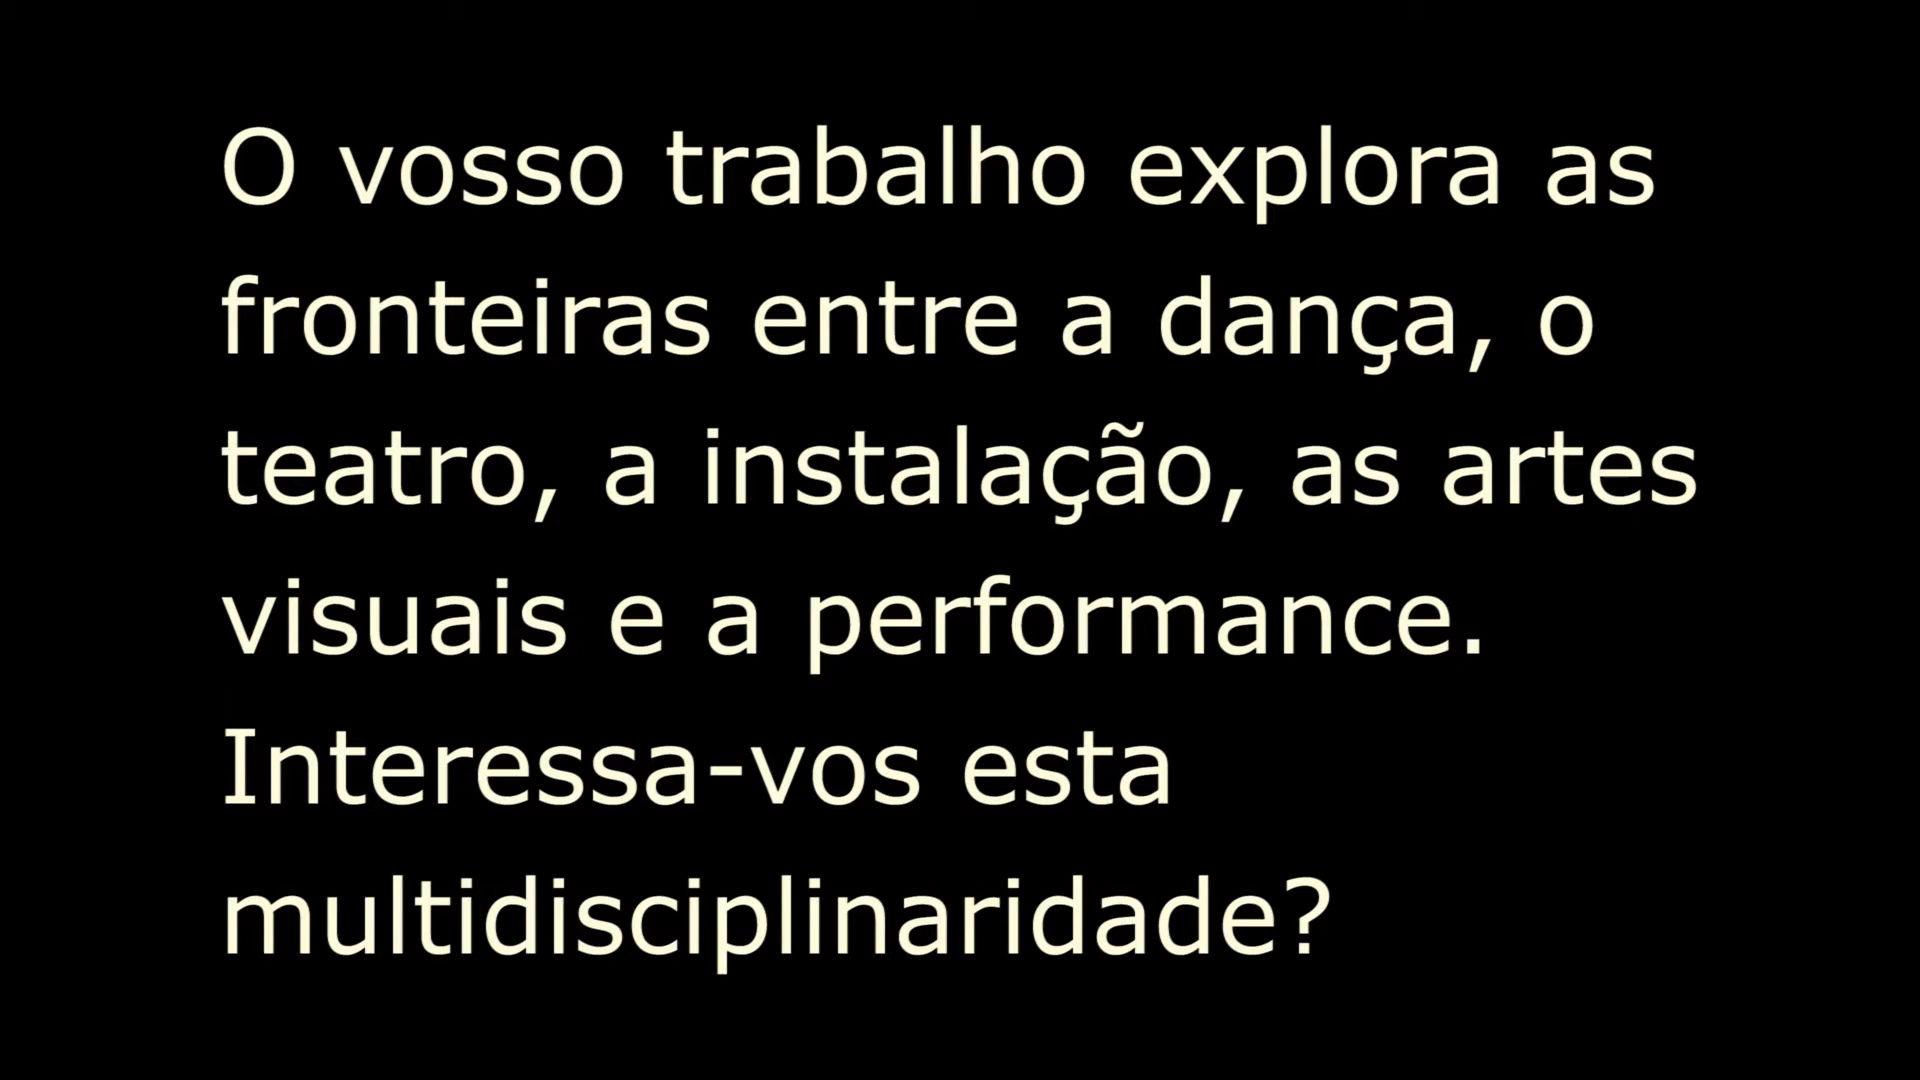 O vosso trabalho explora as
fronteiras entre a dança, o
teatro, a instalação, as artes
visuais e a performance.
Interessa-vos esta
multidisciplinaridade?